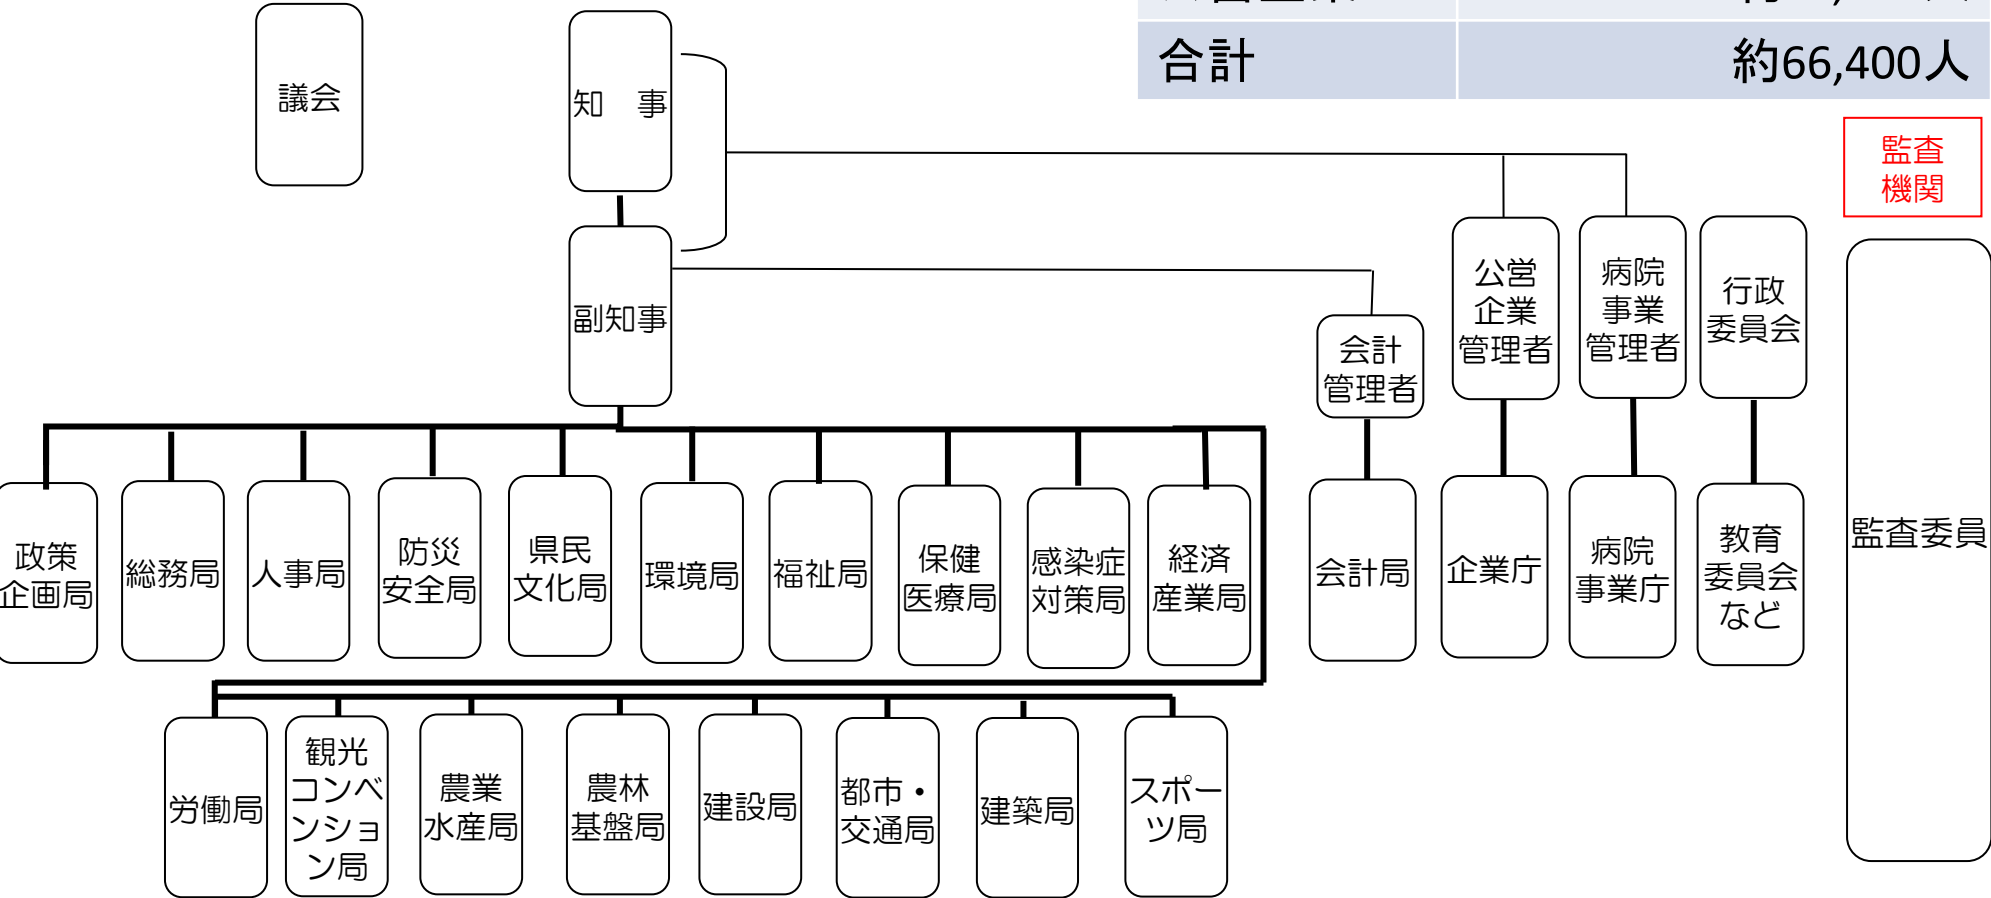 合計
約66,400人
議会
知　事
監査
機関
副知事
会計
管理者
公営
企業
管理者
病院
事業
管理者
行政
委員会
監査委員
政策
企画局
総務局
人事局
防災
安全局
県民
文化局
環境局
福祉局
保健
医療局
感染症
対策局
経済
産業局
会計局
企業庁
病院
事業庁
教育
委員会
など
労働局
観光
コンベ
ンショ
ン局
農業
水産局
農林
基盤局
建設局
都市・
交通局
建築局
スポー
ツ局